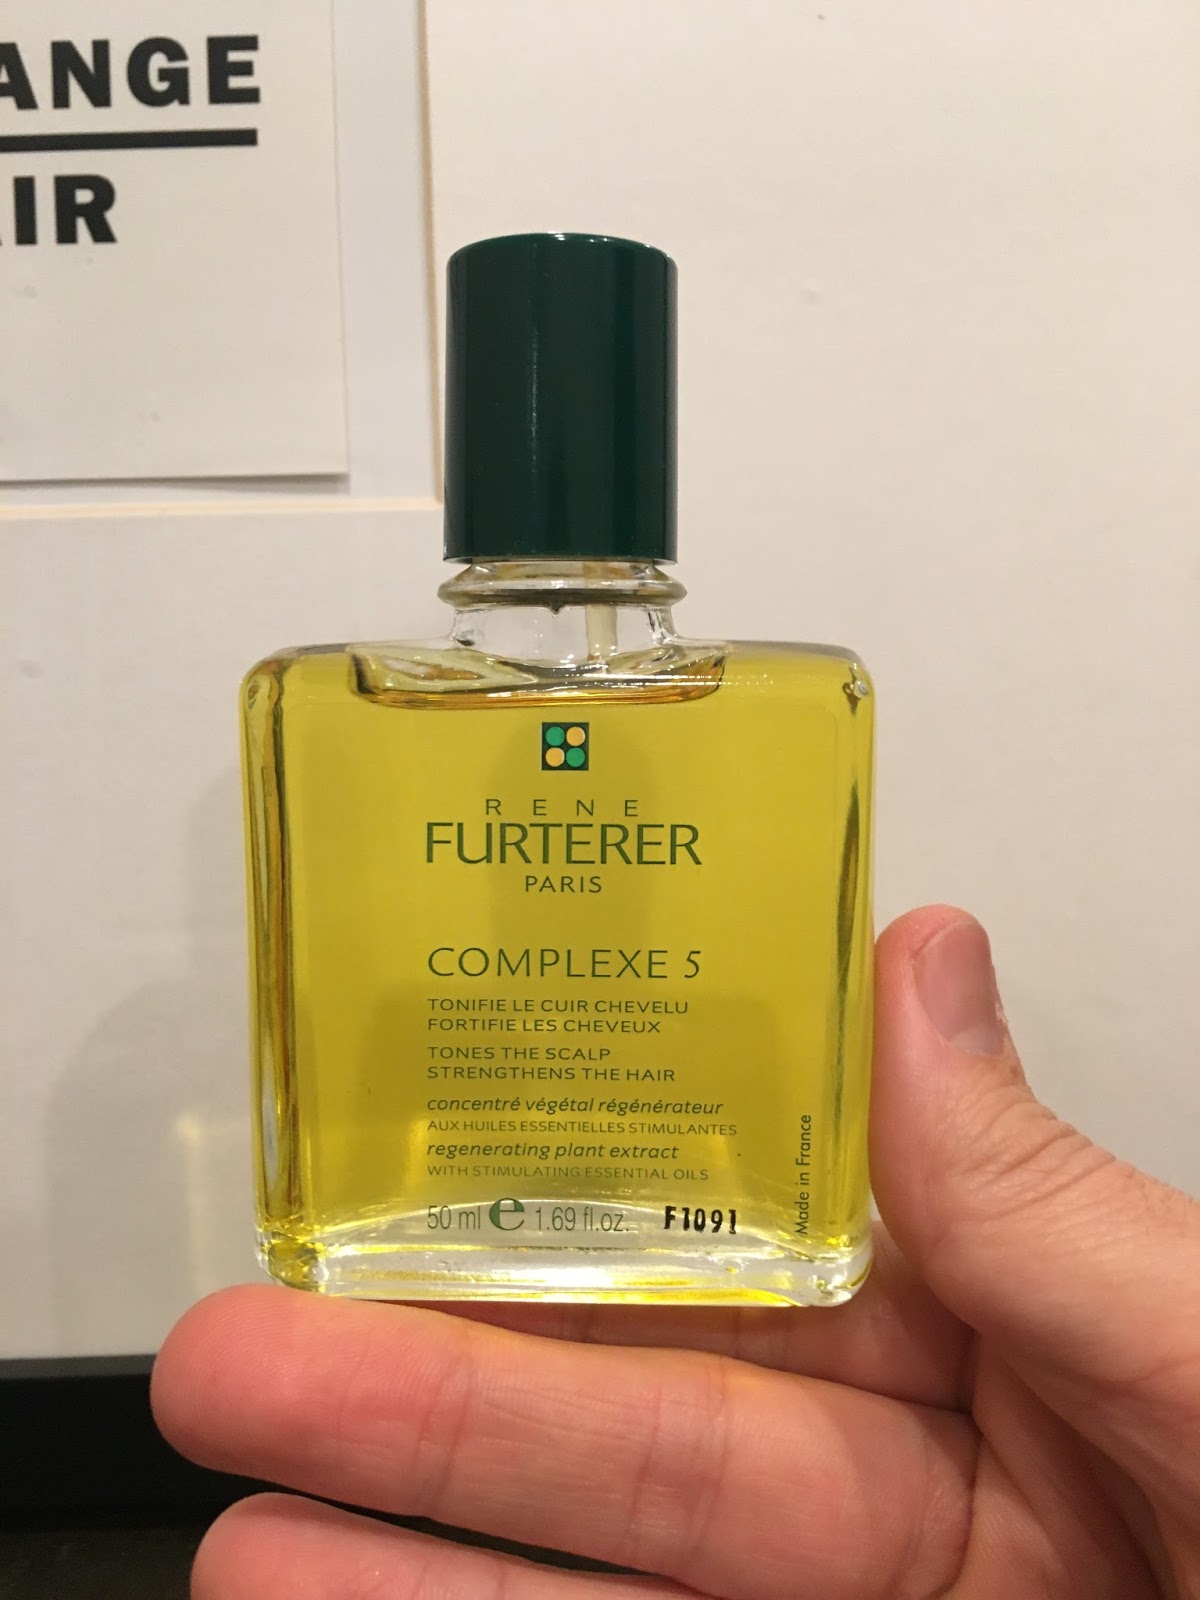 ANGE
AIR
RENE
FURTERER
PARIS
COMPLEXE 5
TONIFIE LE CUIR CHEVELU
FORTIFIE LES CHEVEUX
TONES THE SCALP
STRENGTHENS THE HAIR
concentré végétal régénérateur
AUX HUILES ESSENTIELLES STIMULANTES
regenerating plant extract
WITH STIMULATING ESSENTIAL OILS
50 ml e 1.69 fl.oz. F1091
Made in France